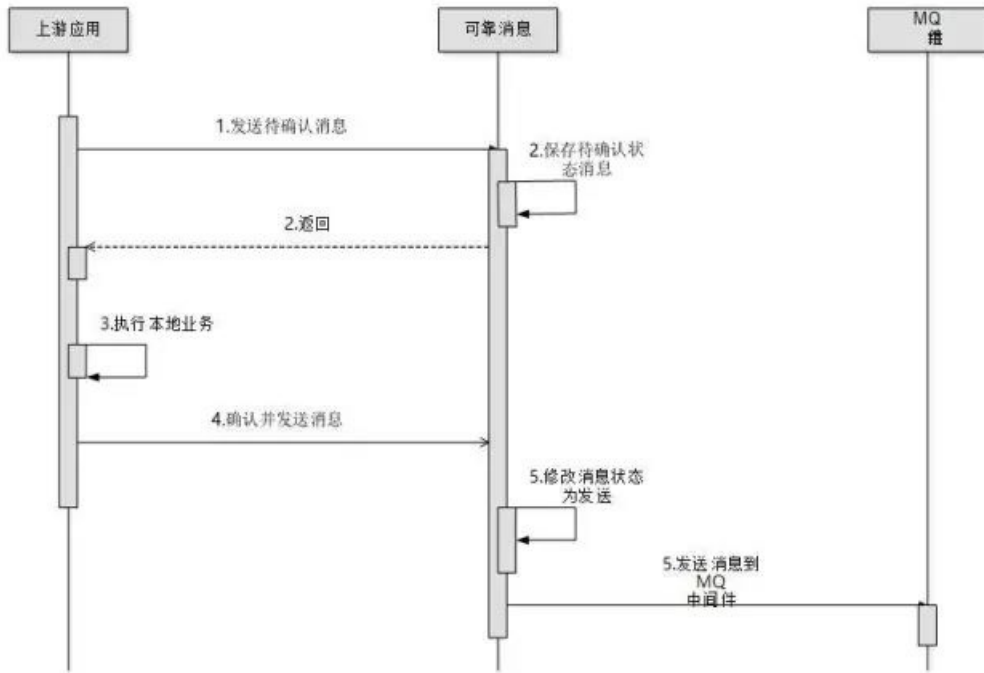 上游应用
可靠消息
MQ
1.发送待确认消息
2.保存待确认状
态消息
2.返回
3.执行本地业务
4.确认并发送消息
5.修改消息状态
为发送
5.发送消息到
MQ
中间件